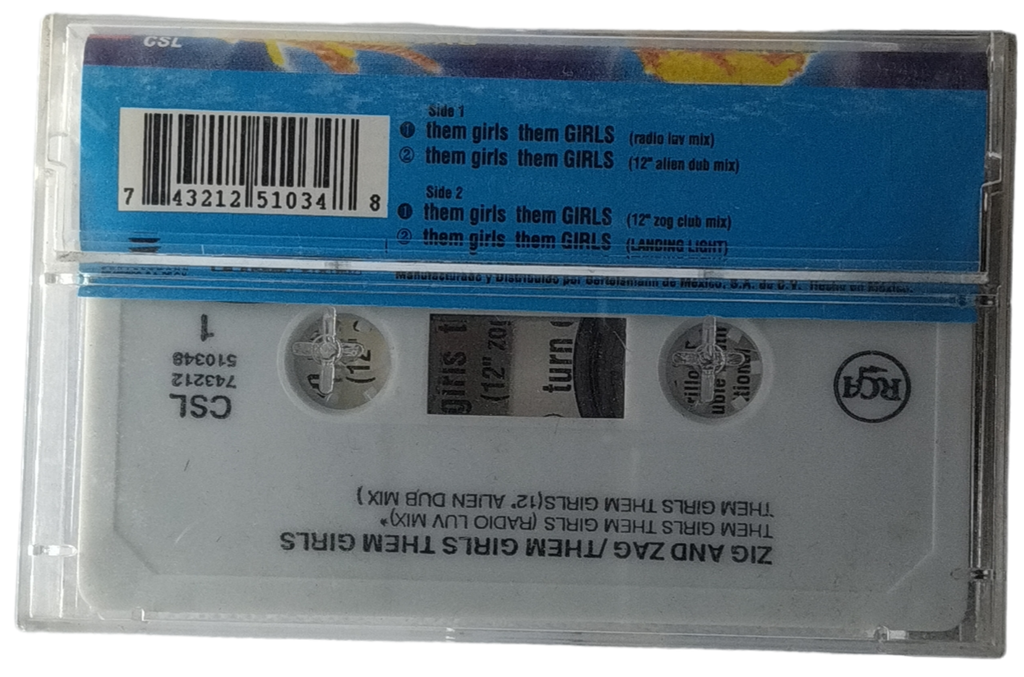 CSL
Side 1
① them girls them GIRLS (radio luv mix)
② them girls them GIRLS (12" alien dub mix)
Side 2
① them girls them GIRLS (12" zog club mix)
② them girls them GIRLS (LANDING LIGHT)
7 43212 51034 8
Manufacturado y Distribuido por Bertelsmann de México, S.A. de C.V. Hecho en México.
1
CSL
743212
510348
RCA
girls t
(12" zog
turn
ZIG AND ZAG/THEM GIRLS THEM GIRLS
THEM GIRLS THEM GIRLS (RADIO LUV MIX)*
THEM GIRLS THEM GIRLS(12" ALIEN DUB MIX )